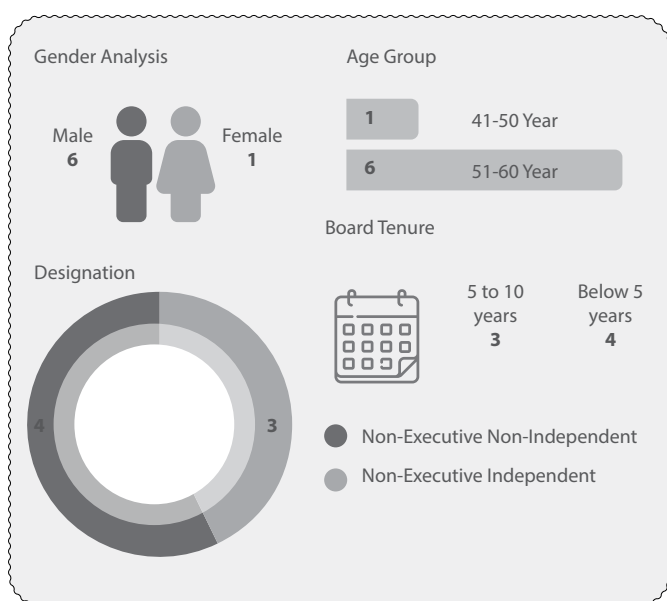 Gender Analysis
Male
6
Female
1
Age Group
1
41-50 Year
6
51-60 Year
Board Tenure
5 to 10
years
3
Below 5
years
4
Designation
4
3
Non-Executive Non-Independent
Non-Executive Independent